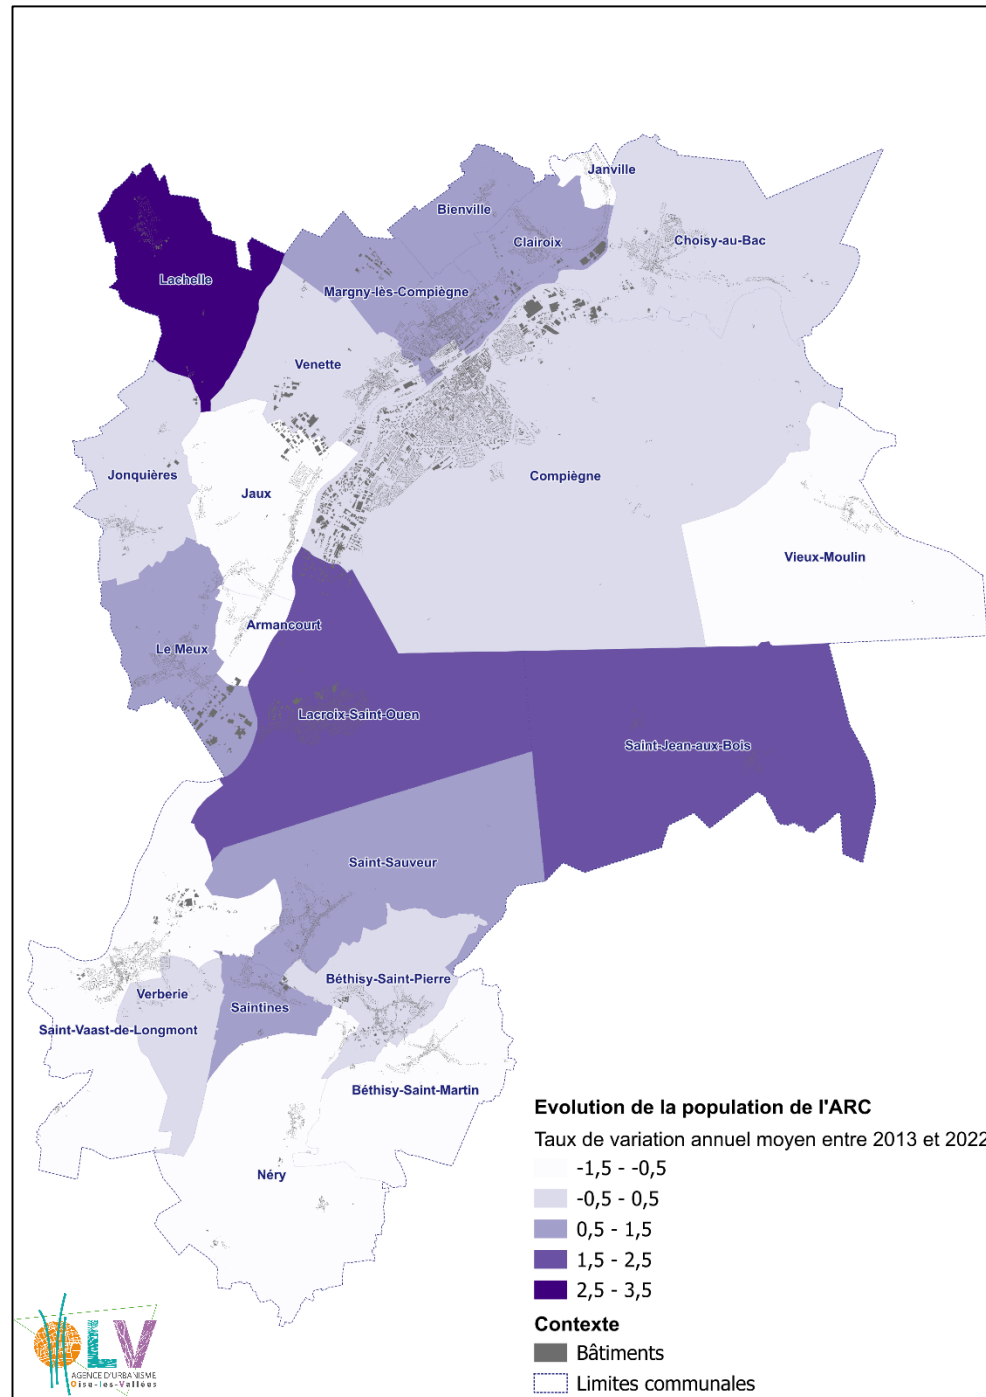 Janville
Bienville
Clairoix
Choisy-au-Bac
Lachelle
Margny-lès-Compiègne
Venette
Jonquières
Jaux
Compiègne
Vieux-Moulin
Armancourt
Le Meux
Lacroix-Saint-Ouen
Saint-Jean-aux-Bois
Saint-Sauveur
Béthisy-Saint-Pierre
Verberie
Saintines
Saint-Vaast-de-Longmont
Béthisy-Saint-Martin
Néry
Evolution de la population de l'ARC
Taux de variation annuel moyen entre 2013 et 2022
-1,5 - -0,5
-0,5 - 0,5
0,5 - 1,5
1,5 - 2,5
2,5 - 3,5
Contexte
Bâtiments
Limites communales
OLV
AGENCE D'URBANISME
Oise-les-Vallées